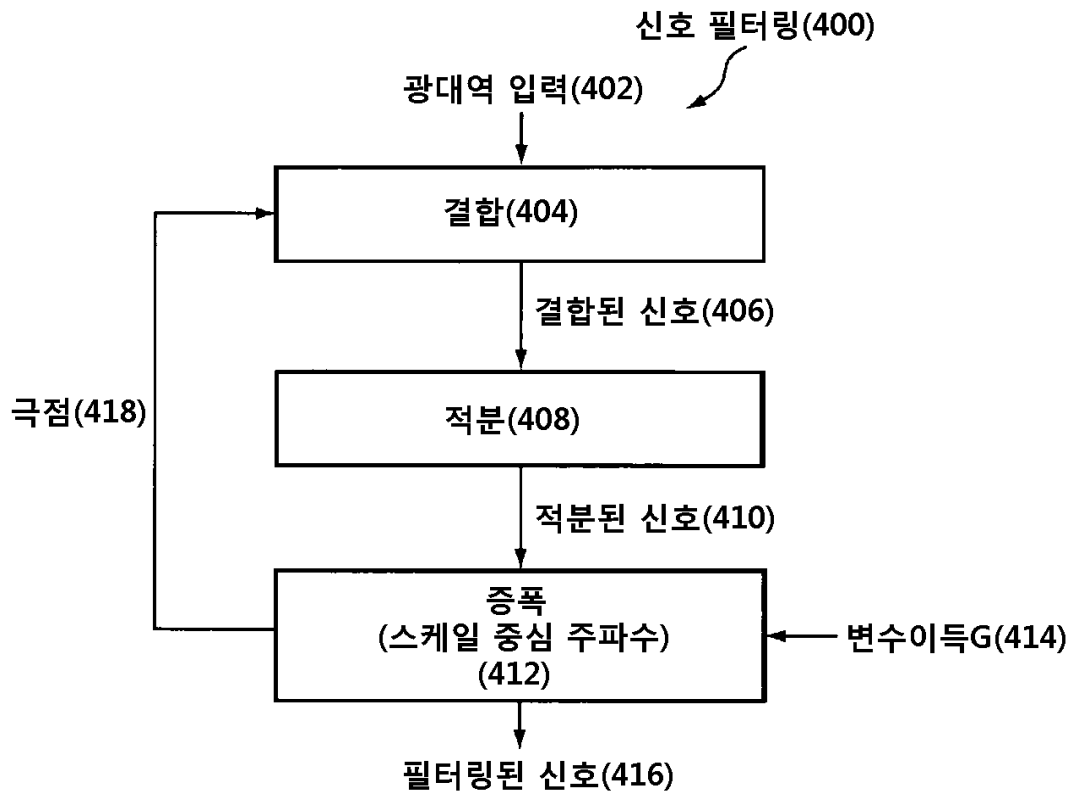 신호 필터링(400)
광대역 입력(402)
결합(404)
결합된 신호(406)
극점(418)
적분(408)
적분된 신호(410)
증폭
(스케일 중심 주파수)
(412)
변수이득G(414)
필터링된 신호(416)